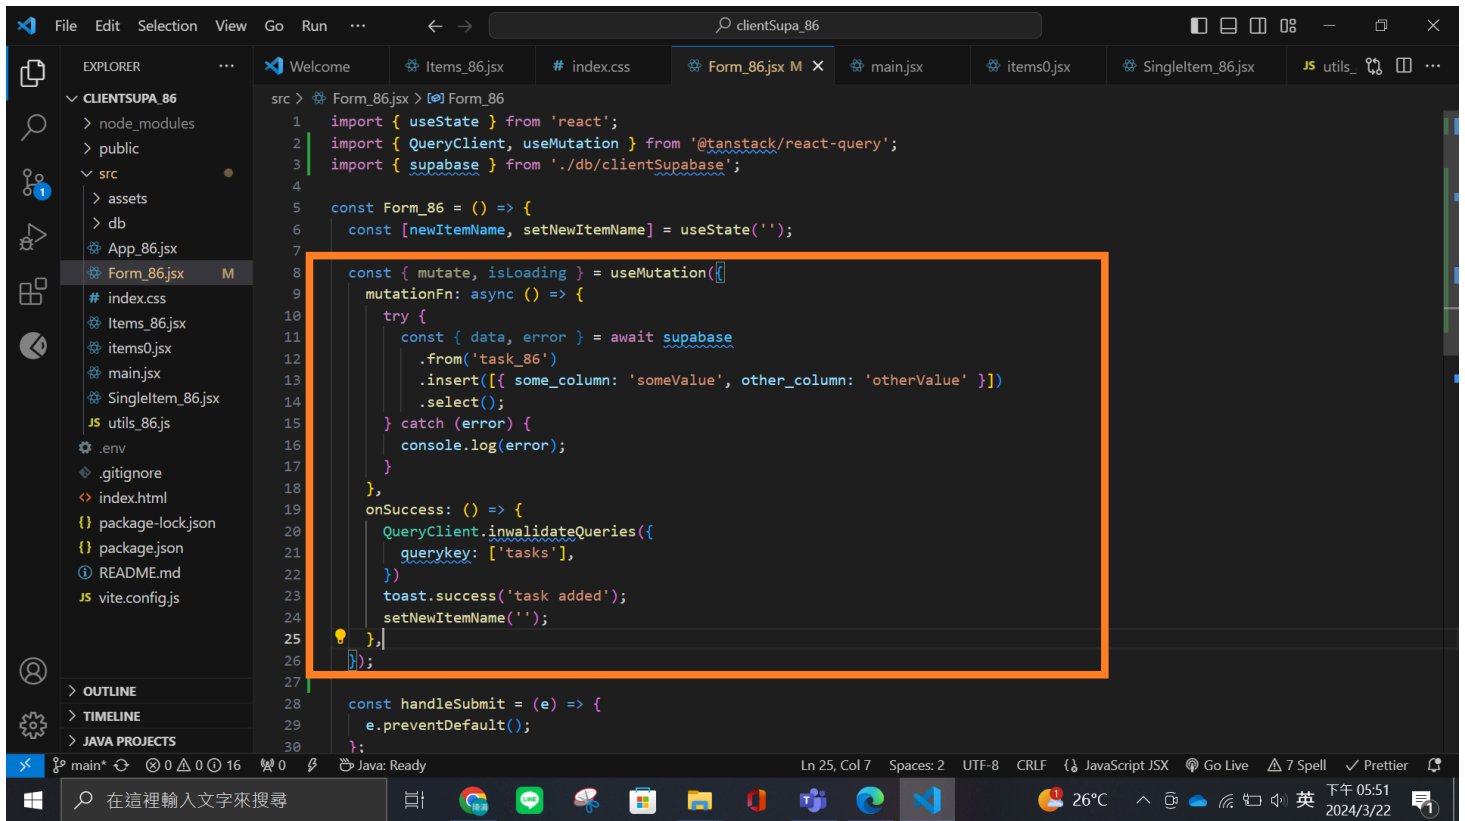 File Edit Selection View Go Run ···
clientSupa_86
EXPLORER ···
Welcome
Items_86.jsx
# index.css
Form_86.jsx M
main.jsx
items0.jsx
SingleItem_86.jsx
JS utils_
···
CLIENTSUPA_86
node_modules
public
src
assets
db
App_86.jsx
Form_86.jsx M
# index.css
Items_86.jsx
items0.jsx
main.jsx
SingleItem_86.jsx
JS utils_86.js
.env
.gitignore
<> index.html
{} package-lock.json
{} package.json
README.md
JS vite.config.js
OUTLINE
TIMELINE
JAVA PROJECTS
1
src > Form_86.jsx > Form_86
1 import { useState } from 'react';
2 import { QueryClient, useMutation } from '@tanstack/react-query';
3 import { supabase } from './db/clientSupabase';
4
5 const Form_86 = () => {
6 const [newItemName, setNewItemName] = useState('');
7
8 const { mutate, isLoading } = useMutation({
9 mutationFn: async () => {
10 try {
11 const { data, error } = await supabase
12 .from('task_86')
13 .insert([{ some_column: 'someValue', other_column: 'otherValue' }])
14 .select();
15 } catch (error) {
16 console.log(error);
17 }
18 },
19 onSuccess: () => {
20 QueryClient.inwalidateQueries({
21 querykey: ['tasks'],
22 })
23 toast.success('task added');
24 setNewItemName('');
25 },
26 });
27
28 const handleSubmit = (e) => {
29 e.preventDefault();
30 };
main* 0 0 16 0 Java: Ready
Ln 25, Col 7 Spaces: 2 UTF-8 CRLF JavaScript JSX Go Live 7 Spell Prettier
在這裡輸入文字來搜尋
1 26°C 英 下午 05:51
2024/3/22
1